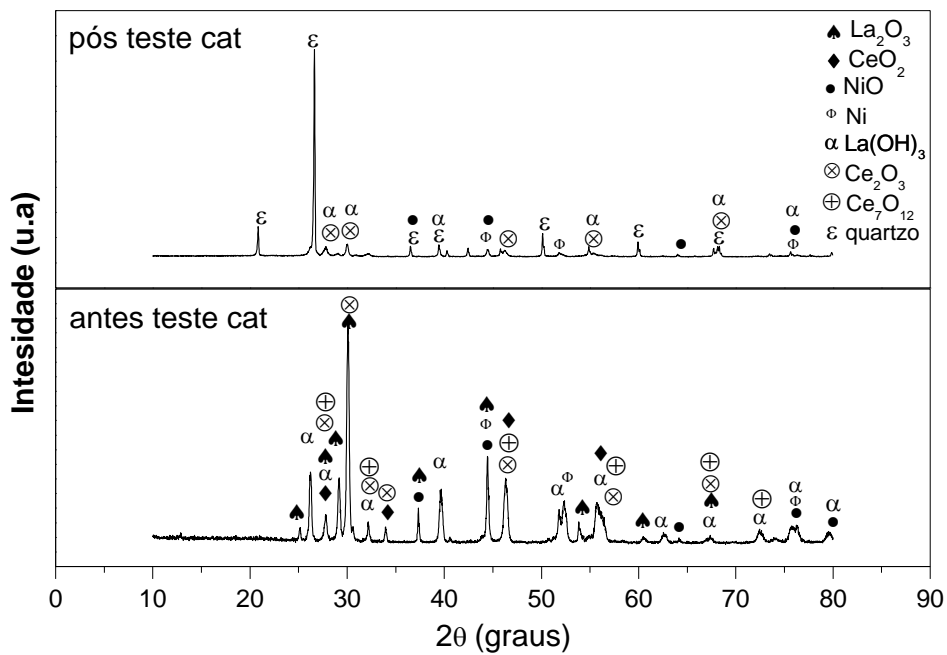 pós teste cat
♠ La₂O₃
♦ CeO₂
● NiO
Φ Ni
α La(OH)₃
⊗ Ce₂O₃
⊕ Ce₇O₁₂
ε quartzo
ε
ε
α α
⊗ ⊗
● α ●
ε ε Φ ⊗
ε Φ
α
⊗
ε
●
α
⊗
ε
α
●
Φ
antes teste cat
⊗
♠
⊕
⊗
♠
α
♦
α
♠
♠
⊕
⊗
α
⊗
♦
♠
●
α
♠
Φ
●
♦
⊕
⊗
α Φ
♠
♦
α
⊕
⊗
♠
α
●
⊕
⊗
♠
α
⊕
α
α
Φ
●
α
●
Intesidade (u.a)
0 10 20 30 40 50 60 70 80 90
2θ (graus)